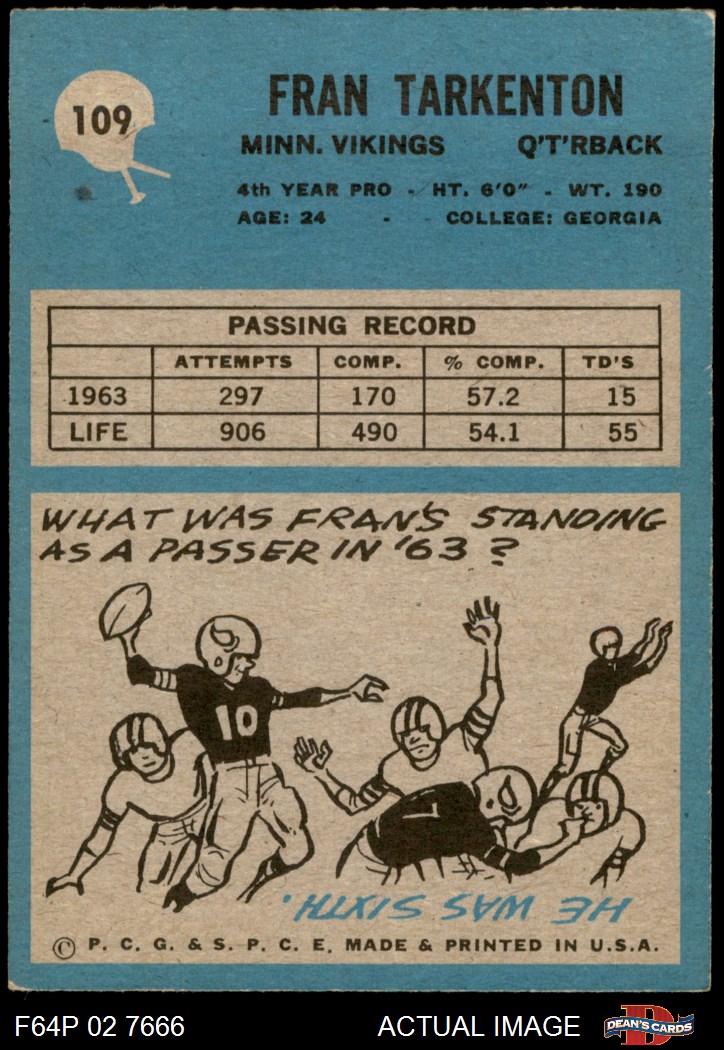 109
FRAN TARKENTON
MINN. VIKINGS Q'T'RBACK
4th YEAR PRO - HT. 6'0" - WT. 190
AGE: 24 - COLLEGE: GEORGIA
PASSING RECORD
ATTEMPTS COMP. % COMP. TD'S
1963 297 170 57.2 15
LIFE 906 490 54.1 55
WHAT WAS FRAN'S STANDING
AS A PASSER IN '63?
10
7
HE WAS SIXTH.
© P. C. G. & S. P. C. E. MADE & PRINTED IN U.S.A.
F64P 02 7666 ACTUAL IMAGE D DEAN'S CARDS